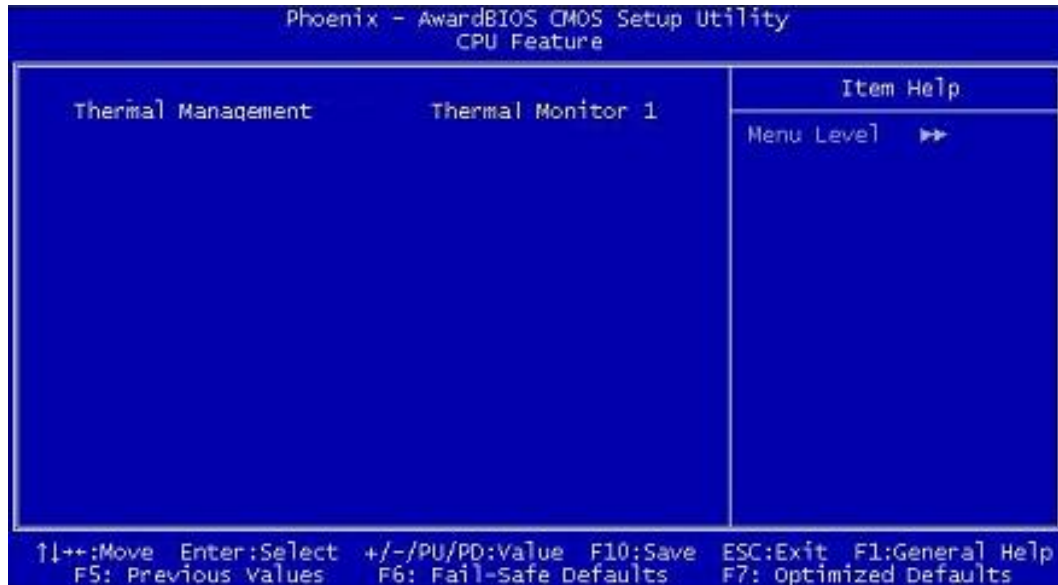 Phoenix - AwardBIOS CMOS Setup Utility
CPU Feature
Thermal Management Thermal Monitor 1
Item Help
Menu Level ▶▶
↑↓→←:Move Enter:Select +/-/PU/PD:Value F10:Save ESC:Exit F1:General Help
F5: Previous Values F6: Fail-Safe Defaults F7: Optimized Defaults